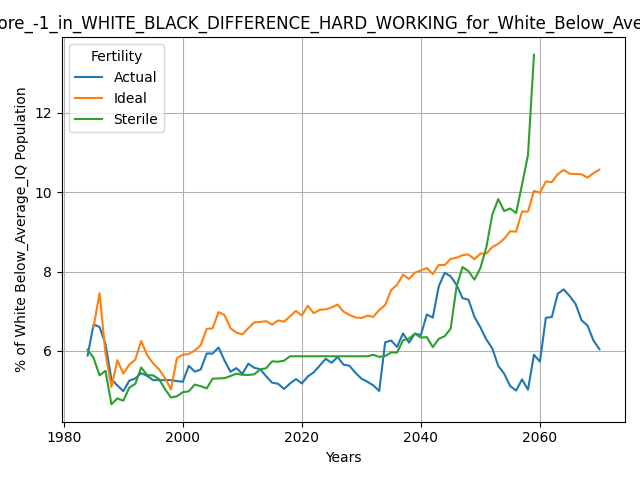 ore_-1_in_WHITE_BLACK_DIFFERENCE_HARD_WORKING_for_White_Below_Ave
Fertility
Actual
Ideal
Sterile
% of White Below_Average_IQ Population
12
10
8
6
1980
2000
2020
2040
2060
Years